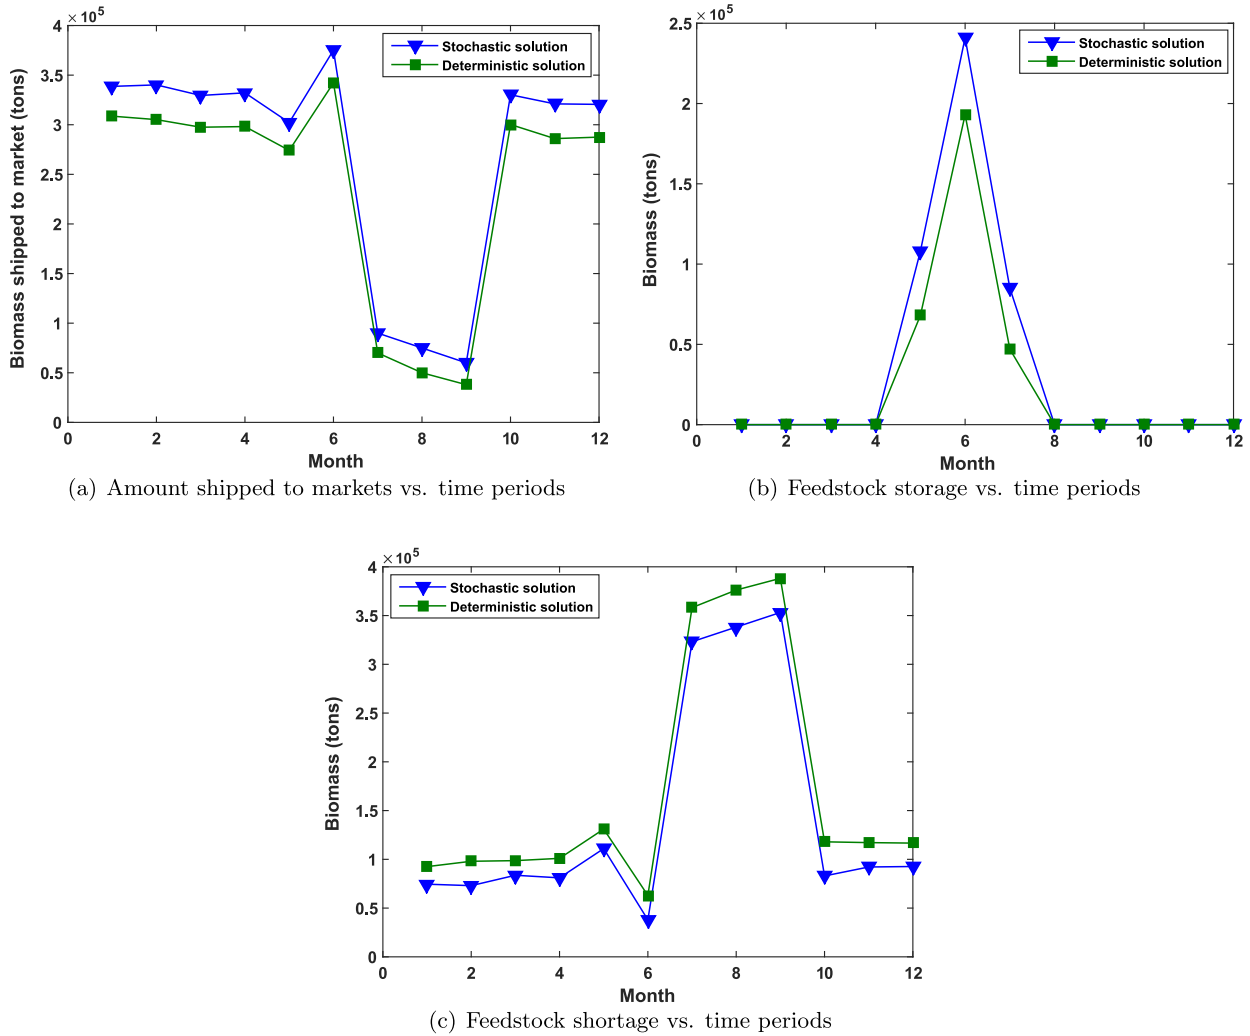 ×10^5
4
3.5
3
2.5
2
1.5
1
0.5
0
Biomass shipped to market (tons)
Stochastic solution
Deterministic solution
0 2 4 6 8 10 12
Month
(a) Amount shipped to markets vs. time periods
×10^5
2.5
2
1.5
1
0.5
0
Biomass (tons)
Stochastic solution
Deterministic solution
0 2 4 6 8 10 12
Month
(b) Feedstock storage vs. time periods
×10^5
4
3.5
3
2.5
2
1.5
1
0.5
0
Biomass (tons)
Stochastic solution
Deterministic solution
0 2 4 6 8 10 12
Month
(c) Feedstock shortage vs. time periods